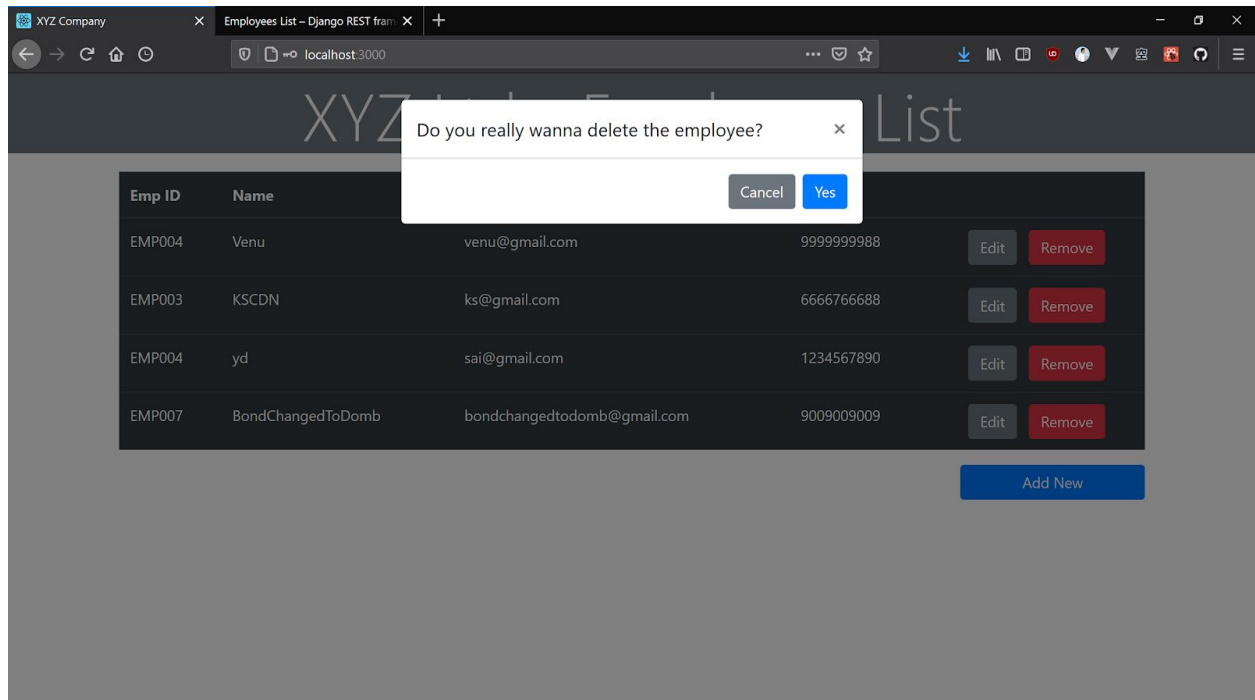 XYZ Company
Employees List – Django REST fram
localhost:3000
XYZ List
Do you really wanna delete the employee?
Cancel Yes
Emp ID Name
EMP004 Venu venu@gmail.com 9999999988 Edit Remove
EMP003 KSCDN ks@gmail.com 6666766688 Edit Remove
EMP004 yd sai@gmail.com 1234567890 Edit Remove
EMP007 BondChangedToDomb bondchangedtodomb@gmail.com 9009009009 Edit Remove
Add New